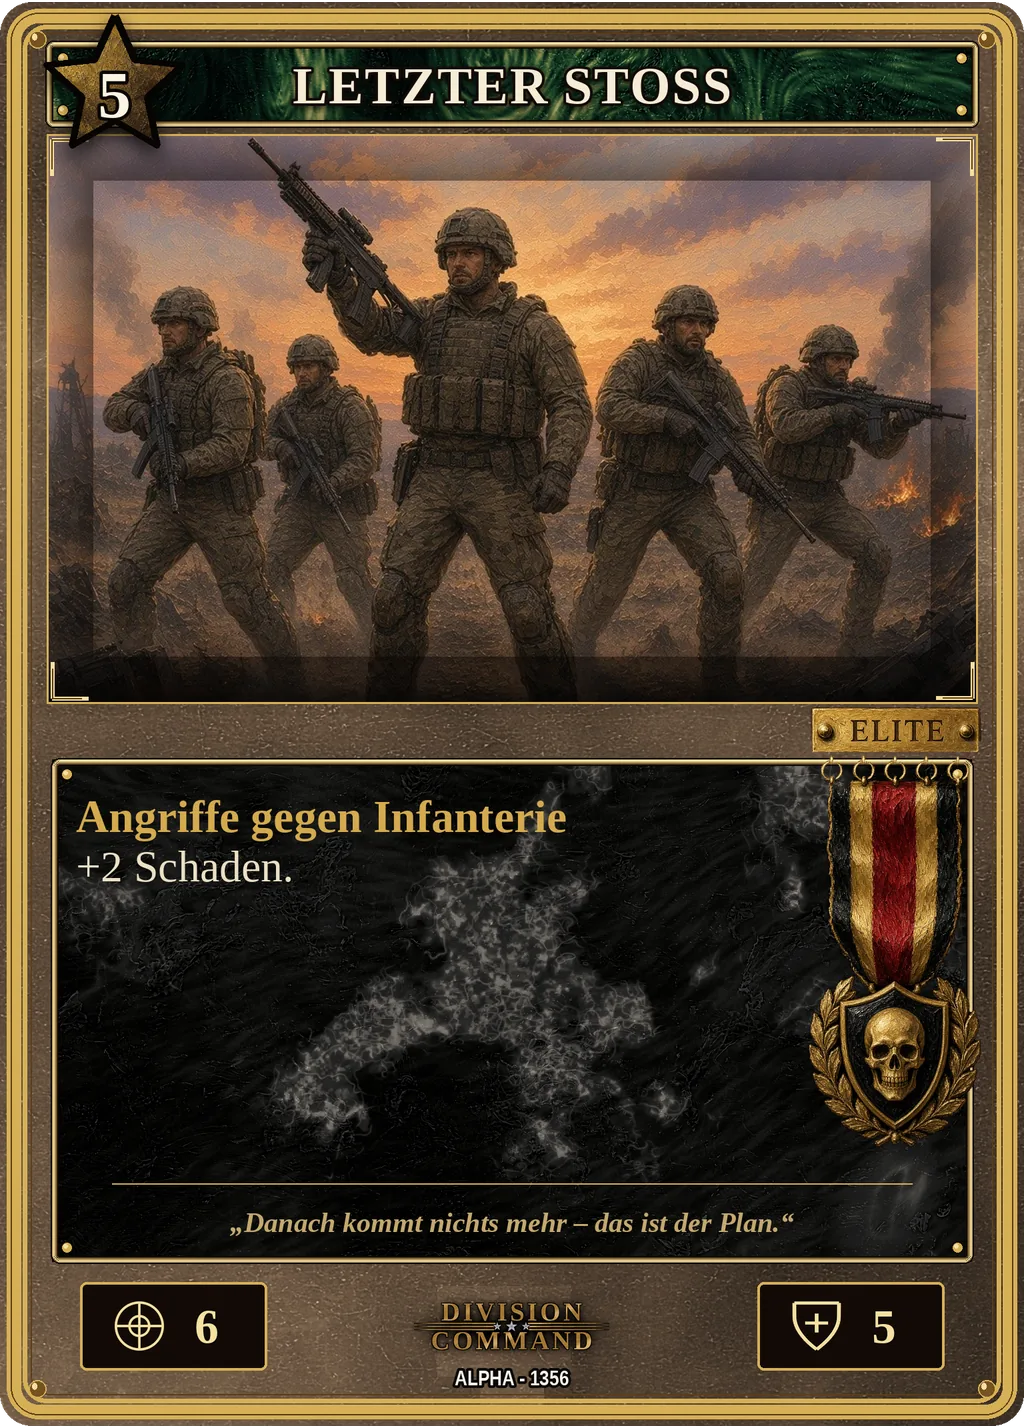 5
LETZTER STOSS
ELITE
Angriffe gegen Infanterie
+2 Schaden.
„Danach kommt nichts mehr – das ist der Plan.“
6
DIVISION
COMMAND
5
ALPHA - 1356